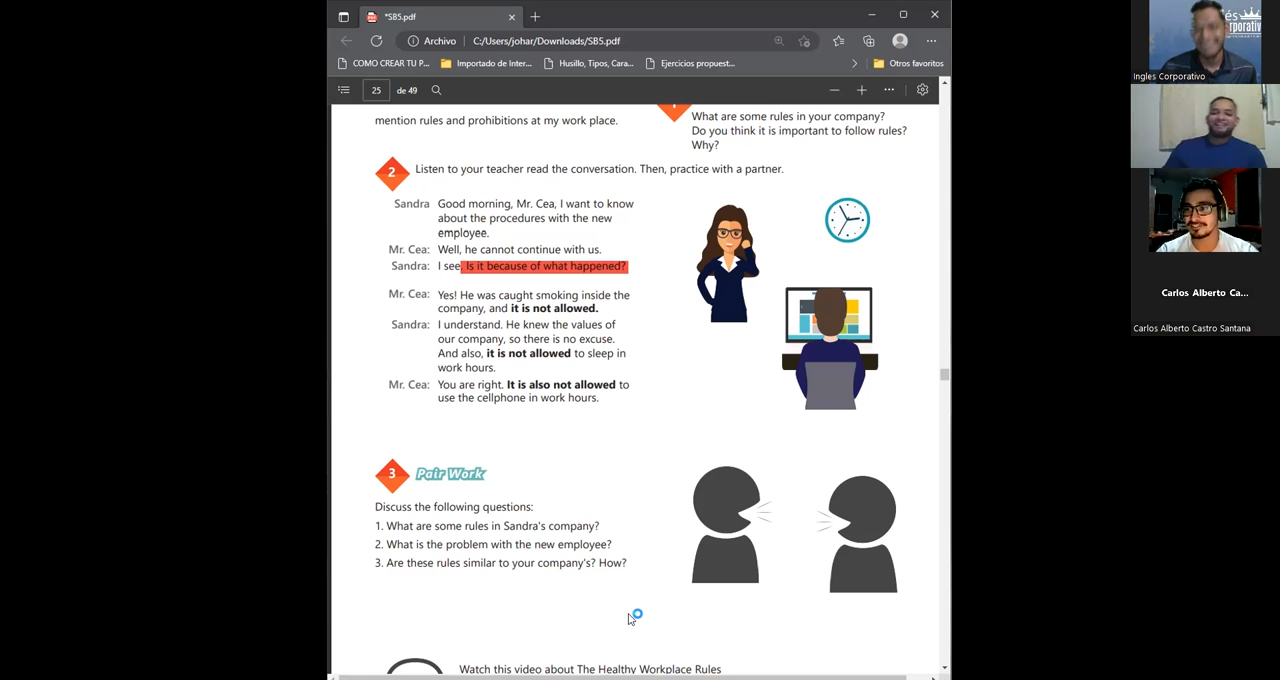 *SB5.pdf
Archivo
C:/Users/johar/Downloads/SB5.pdf
COMO CREAR TU P...
Importado de Inter...
Husillo, Tipos, Cara...
Ejercicios propuest...
Otros favoritos
25
de 49
mention rules and prohibitions at my work place.
What are some rules in your company?
Do you think it is important to follow rules?
Why?
2
Listen to your teacher read the conversation. Then, practice with a partner.
Sandra
Good morning, Mr. Cea, I want to know
about the procedures with the new
employee.
Mr. Cea:
Well, he cannot continue with us.
Sandra:
I see. Is it because of what happened?
Mr. Cea:
Yes! He was caught smoking inside the
company, and it is not allowed.
Sandra:
I understand. He knew the values of
our company, so there is no excuse.
And also, it is not allowed to sleep in
work hours.
Mr. Cea:
You are right. It is also not allowed to
use the cellphone in work hours.
3
Pair Work
Discuss the following questions:
1. What are some rules in Sandra's company?
2. What is the problem with the new employee?
3. Are these rules similar to your company's? How?
Watch this video about The Healthy Workplace Rules
Ingles Corporativo
Carlos Alberto Ca...
Carlos Alberto Castro Santana